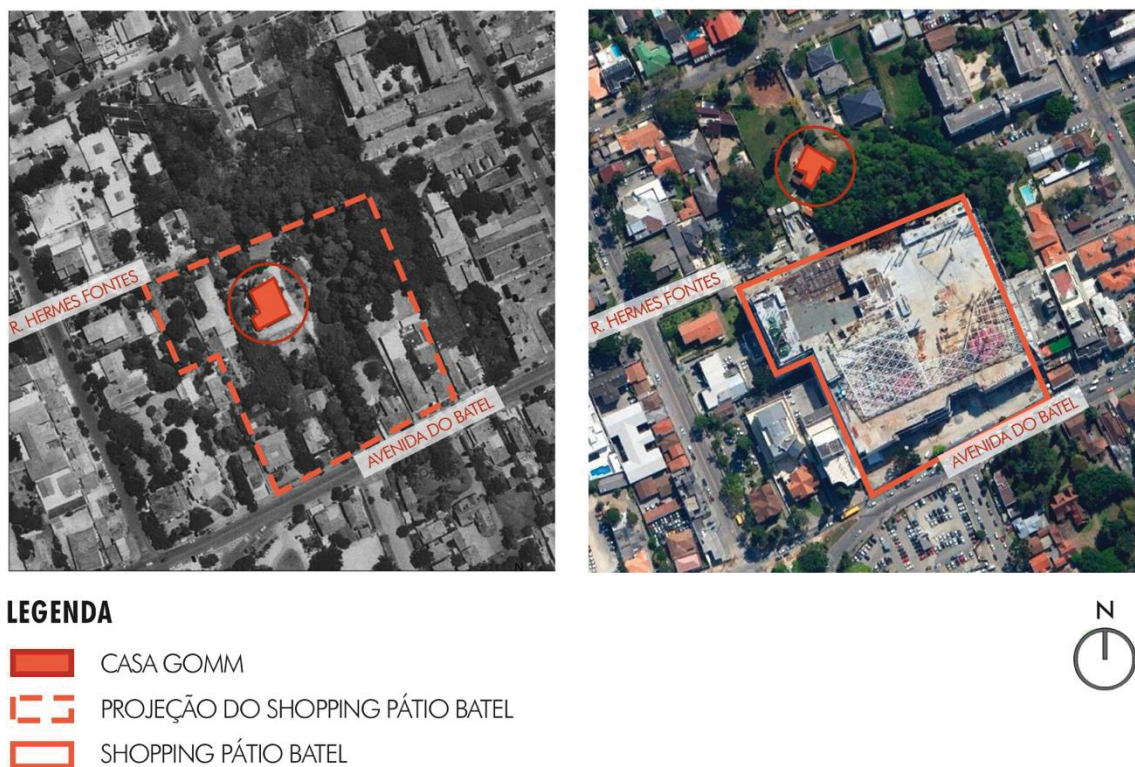 R. HERMES FONTES
AVENIDA DO BATEL
R. HERMES FONTES
AVENIDA DO BATEL
N
LEGENDA
N
CASA GOMM
PROJEÇÃO DO SHOPPING PÁTIO BATEL
SHOPPING PÁTIO BATEL